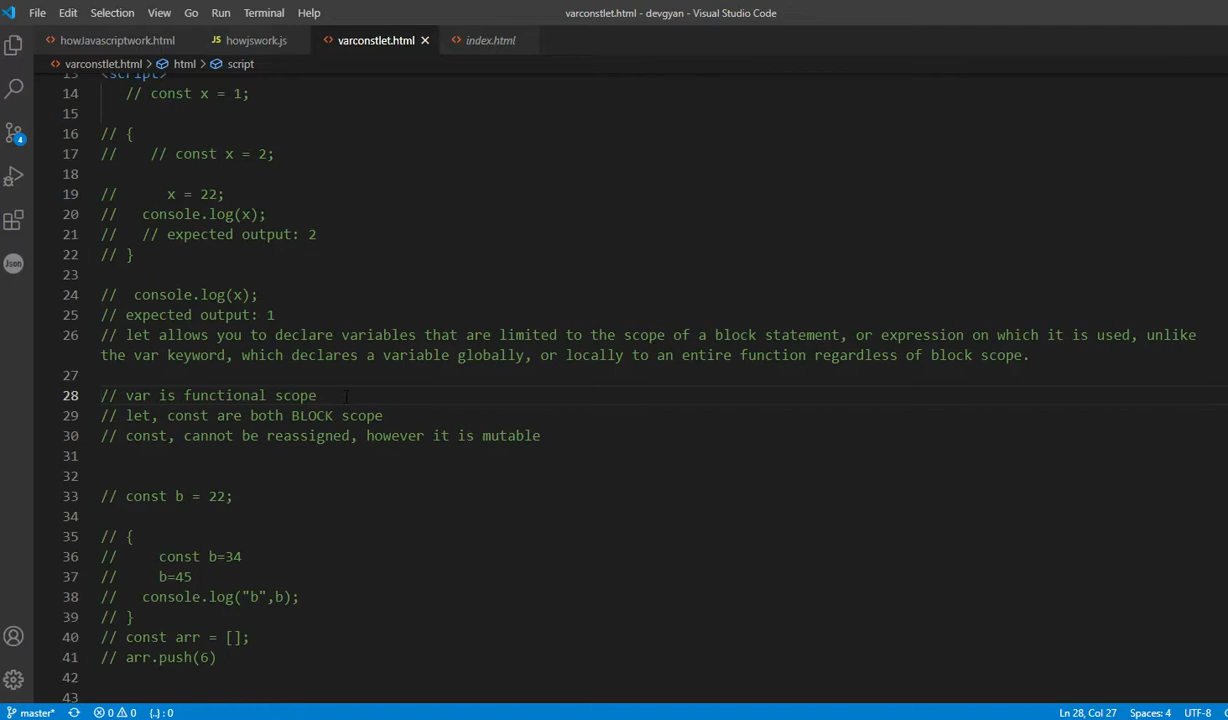 File Edit Selection View Go Run Terminal Help varconstlet.html - devgyan - Visual Studio Code
howJavascriptwork.html howjswork.js varconstlet.html index.html
varconstlet.html > html > script
13 <script>
14 // const x = 1;
15
16 // {
17 // // const x = 2;
18
19 // x = 22;
20 // console.log(x);
21 // // expected output: 2
22 // }
23
24 // console.log(x);
25 // expected output: 1
26 // let allows you to declare variables that are limited to the scope of a block statement, or expression on which it is used, unlike
the var keyword, which declares a variable globally, or locally to an entire function regardless of block scope.
27
28 // var is functional scope
29 // let, const are both BLOCK scope
30 // const, cannot be reassigned, however it is mutable
31
32
33 // const b = 22;
34
35 // {
36 // const b=34
37 // b=45
38 // console.log("b",b);
39 // }
40 // const arr = [];
41 // arr.push(6)
42
43
4
Json
master* 0 0 {..} : 0 Ln 28, Col 27 Spaces: 4 UTF-8